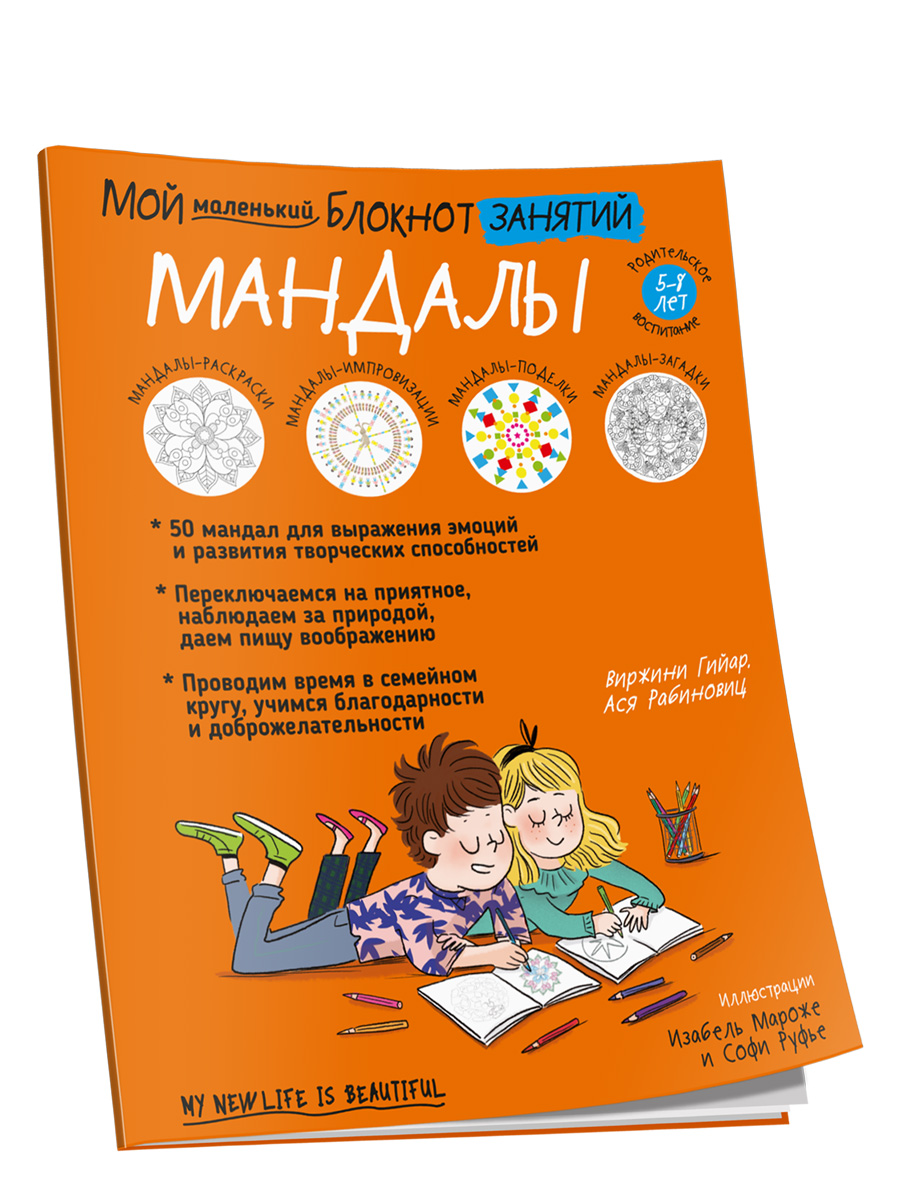 Мой маленький Блокнот занятий
Мандалы
Родительское
5–8
лет
воспитание
Мандалы-раскраски
Мандалы-импровизации
Мандалы-поделки
Мандалы-загадки
* 50 мандал для выражения эмоций
и развития творческих способностей
* Переключаемся на приятное,
наблюдаем за природой,
даем пищу воображению
* Проводим время в семейном
кругу, учимся благодарности
и доброжелательности
Виржини Гийар,
Ася Рабиновиц
Иллюстрации
Изабель Мароже
и Софи Руфье
MY NEW LIFE IS BEAUTIFUL